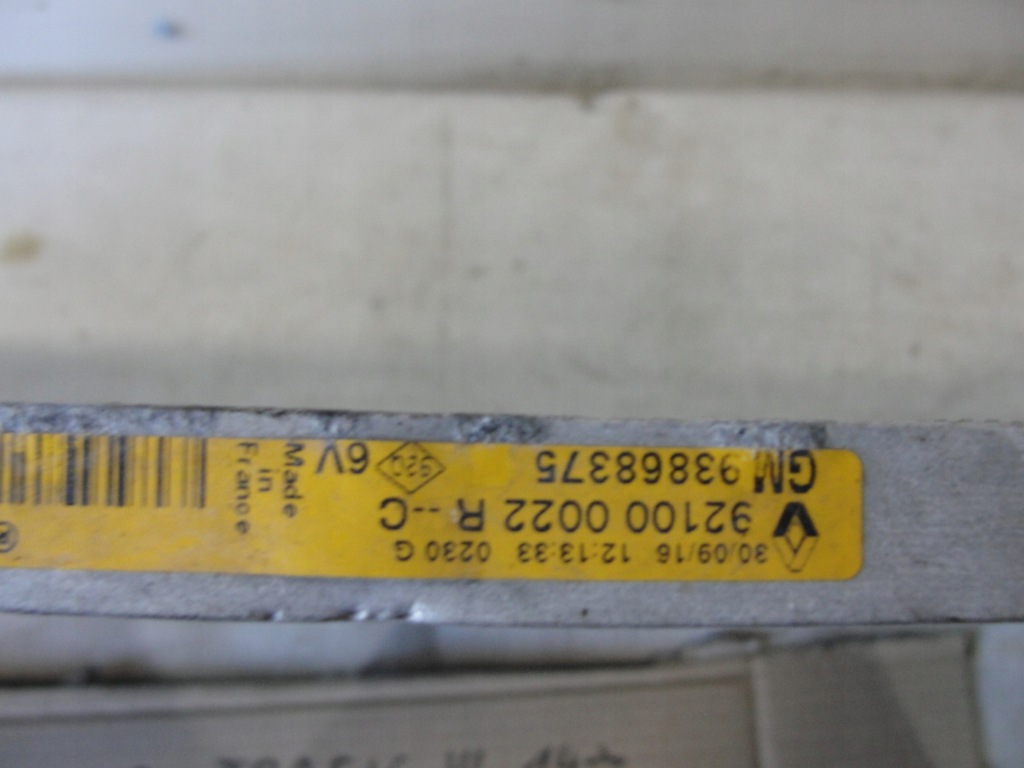 30/09/16 12:13:33 0230 G
92100 0022 R --C
GM 93868375
6V
Made
in
France
®